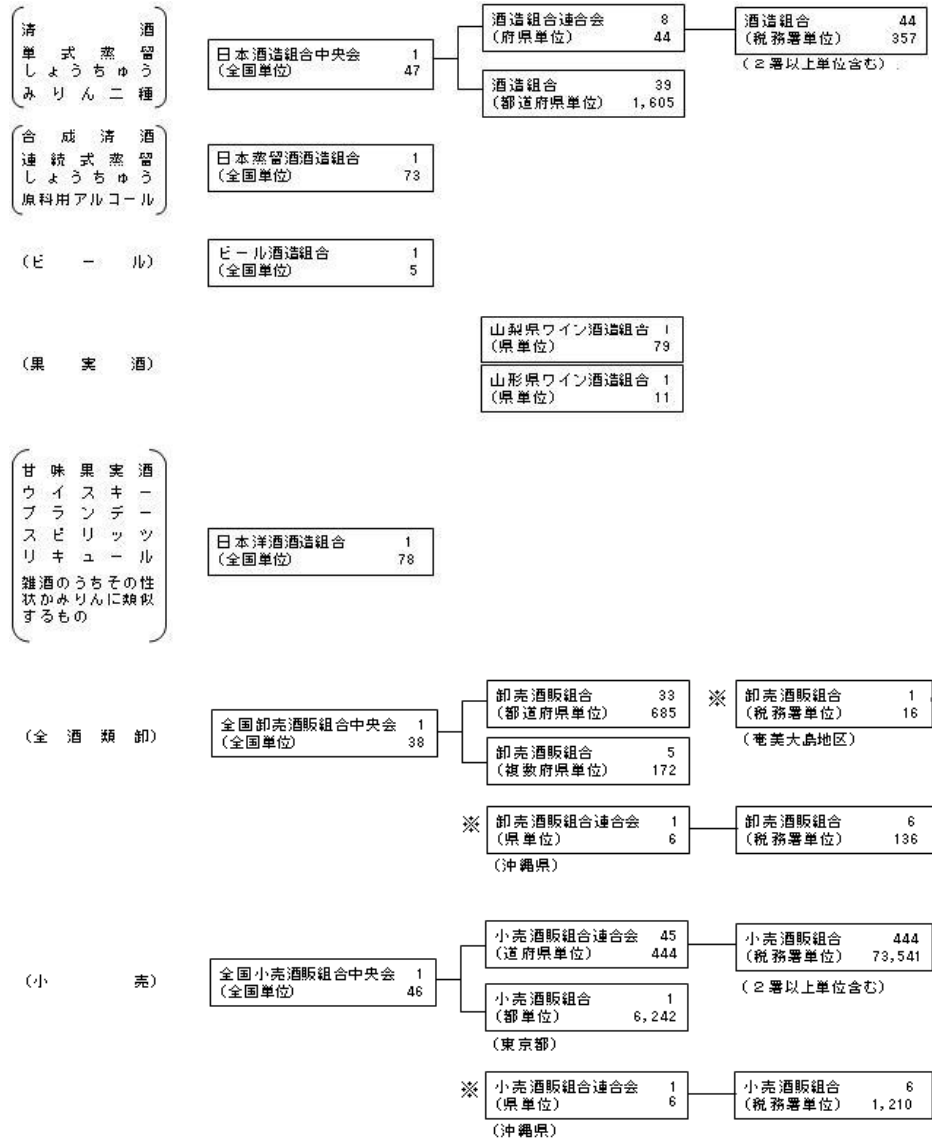 清酒
単式蒸留
しょうちゅう
みりん二種
日本酒造組合中央会 1
(全国単位) 47
酒造組合連合会 8
(府県単位) 44
酒造組合 44
(税務署単位) 357
(2署以上単位含む)
酒造組合 39
(都道府県単位) 1,605
合成清酒
連続式蒸留
しょうちゅう
原料用アルコール
日本蒸留酒酒造組合 1
(全国単位) 73
(ビール)
ビール酒造組合 1
(全国単位) 5
(果実酒)
山梨県ワイン酒造組合 1
(県単位) 79
山形県ワイン酒造組合 1
(県単位) 11
甘味果実酒
ウイスキー
ブランデー
スピリッツ
リキュール
雑酒のうちその性
状がみりんに類似
するもの
日本洋酒酒造組合 1
(全国単位) 78
(全酒類卸)
全国卸売酒販組合中央会 1
(全国単位) 38
卸売酒販組合 33
(都道府県単位) 685
※ 卸売酒販組合 1
(税務署単位) 16
(奄美大島地区)
卸売酒販組合 5
(複数府県単位) 172
※ 卸売酒販組合連合会 1
(県単位) 6
(沖縄県)
卸売酒販組合 6
(税務署単位) 136
(小売)
全国小売酒販組合中央会 1
(全国単位) 46
小売酒販組合連合会 45
(道府県単位) 444
小売酒販組合 444
(税務署単位) 73,541
(2署以上単位含む)
小売酒販組合 1
(都単位) 6,242
(東京都)
※ 小売酒販組合連合会 1
(県単位) 6
(沖縄県)
小売酒販組合 6
(税務署単位) 1,210